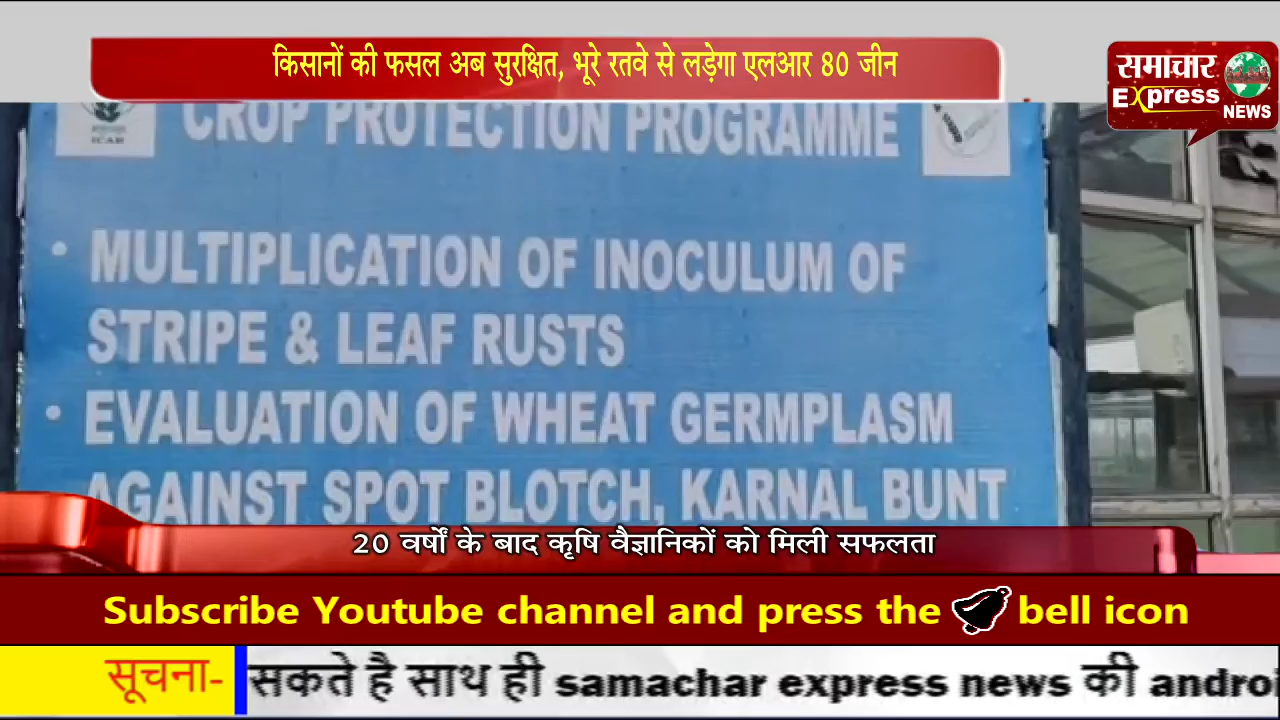 किसानों की फसल अब सुरक्षित, भूरे रतवे से लड़ेगा एलआर 80 जीन
समाचार
Express
NEWS
ICAR
CROP PROTECTION PROGRAMME
• MULTIPLICATION OF INOCULUM OF
STRIPE & LEAF RUSTS
• EVALUATION OF WHEAT GERMPLASM
AGAINST SPOT BLOTCH, KARNAL BUNT
20 वर्षों के बाद कृषि वैज्ञानिकों को मिली सफलता
Subscribe Youtube channel and press the bell icon
सूचना- सकते है साथ ही samachar express news की androi